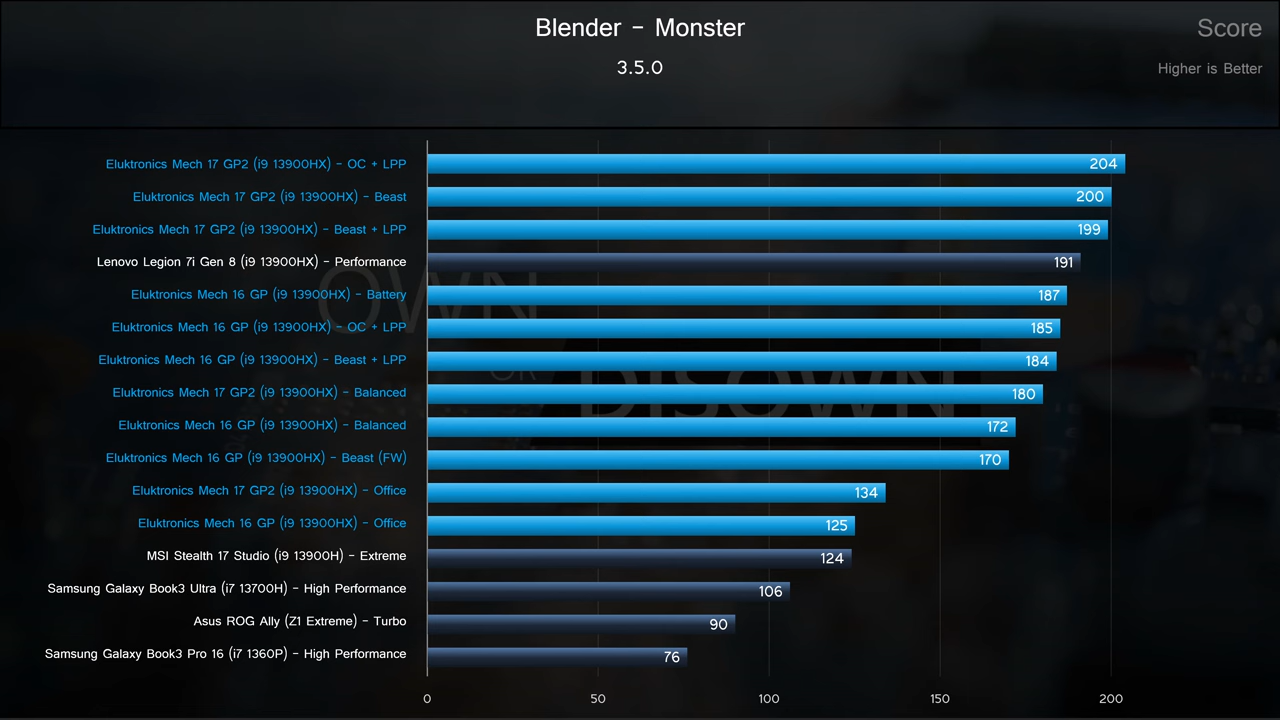 Blender - Monster
Score
3.5.0
Higher is Better
Eluktronics Mech 17 GP2 (i9 13900HX) - OC + LPP 204
Eluktronics Mech 17 GP2 (i9 13900HX) - Beast 200
Eluktronics Mech 17 GP2 (i9 13900HX) - Beast + LPP 199
Lenovo Legion 7i Gen 8 (i9 13900HX) - Performance 191
Eluktronics Mech 16 GP (i9 13900HX) - Battery 187
Eluktronics Mech 16 GP (i9 13900HX) - OC + LPP 185
Eluktronics Mech 16 GP (i9 13900HX) - Beast + LPP 184
Eluktronics Mech 17 GP2 (i9 13900HX) - Balanced 180
Eluktronics Mech 16 GP (i9 13900HX) - Balanced 172
Eluktronics Mech 16 GP (i9 13900HX) - Beast (FW) 170
Eluktronics Mech 17 GP2 (i9 13900HX) - Office 134
Eluktronics Mech 16 GP (i9 13900HX) - Office 125
MSI Stealth 17 Studio (i9 13900H) - Extreme 124
Samsung Galaxy Book3 Ultra (i7 13700H) - High Performance 106
Asus ROG Ally (Z1 Extreme) - Turbo 90
Samsung Galaxy Book3 Pro 16 (i7 1360P) - High Performance 76
0 50 100 150 200
OWN
OR
DISOWN